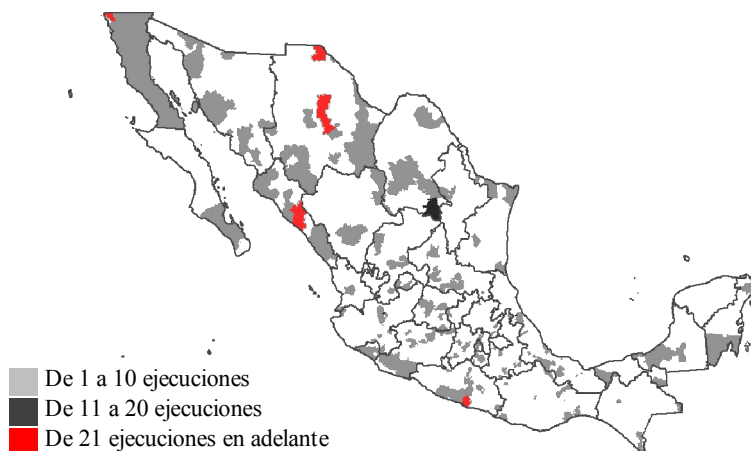 De 1 a 10 ejecuciones
De 11 a 20 ejecuciones
De 21 ejecuciones en adelante